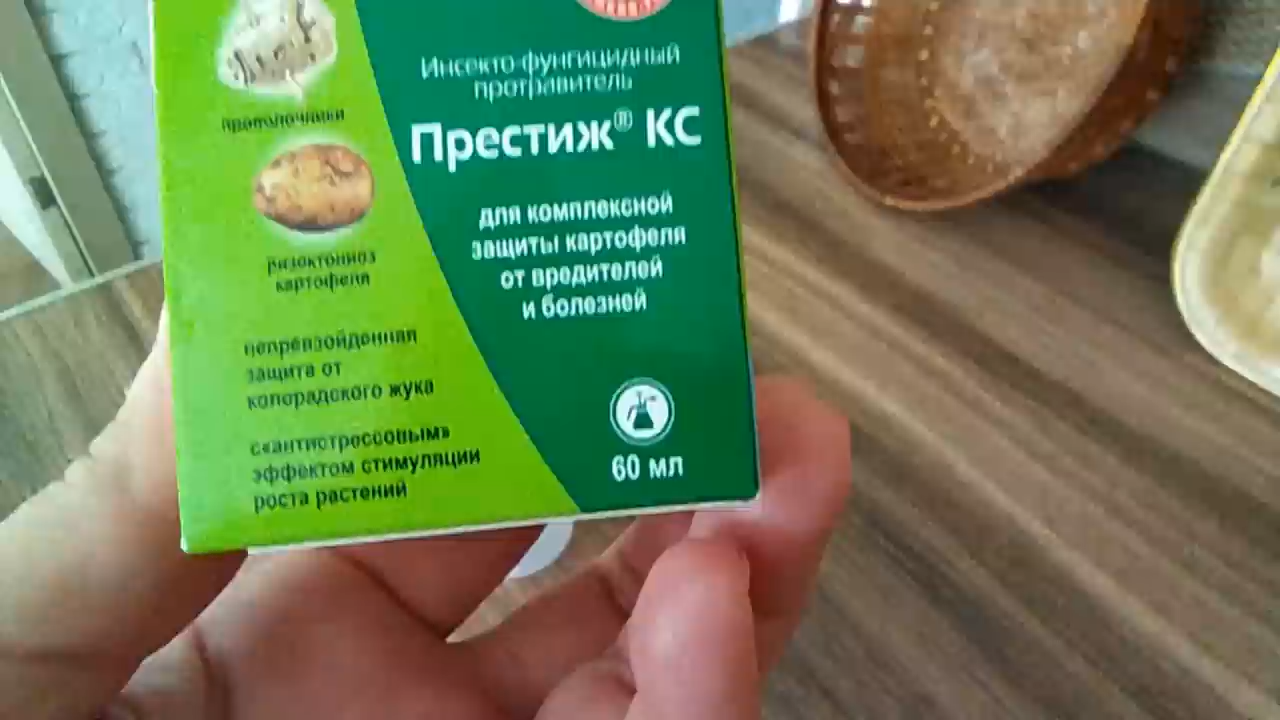 проволочники
ризоктониоз
картофеля
непревзойденная
защита от
колорадского жука
с«антистрессовым»
эффектом стимуляции
роста растений
Инсекто-фунгицидный
протравитель
Престиж® КС
для комплексной
защиты картофеля
от вредителей
и болезней
60 мл